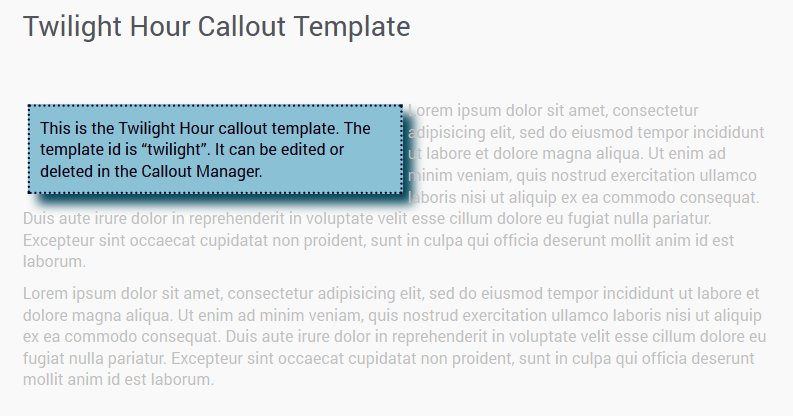 Twilight Hour Callout Template
This is the Twilight Hour callout template. The
template id is “twilight”. It can be edited or
deleted in the Callout Manager.
Lorem ipsum dolor sit amet, consectetur
adipisicing elit, sed do eiusmod tempor incididunt
ut labore et dolore magna aliqua. Ut enim ad
minim veniam, quis nostrud exercitation ullamco
laboris nisi ut aliquip ex ea commodo consequat.
Duis aute irure dolor in reprehenderit in voluptate velit esse cillum dolore eu fugiat nulla pariatur.
Excepteur sint occaecat cupidatat non proident, sunt in culpa qui officia deserunt mollit anim id est
laborum.
Lorem ipsum dolor sit amet, consectetur adipisicing elit, sed do eiusmod tempor incididunt ut labore et
dolore magna aliqua. Ut enim ad minim veniam, quis nostrud exercitation ullamco laboris nisi ut aliquip
ex ea commodo consequat. Duis aute irure dolor in reprehenderit in voluptate velit esse cillum dolore eu
fugiat nulla pariatur. Excepteur sint occaecat cupidatat non proident, sunt in culpa qui officia deserunt
mollit anim id est laborum.